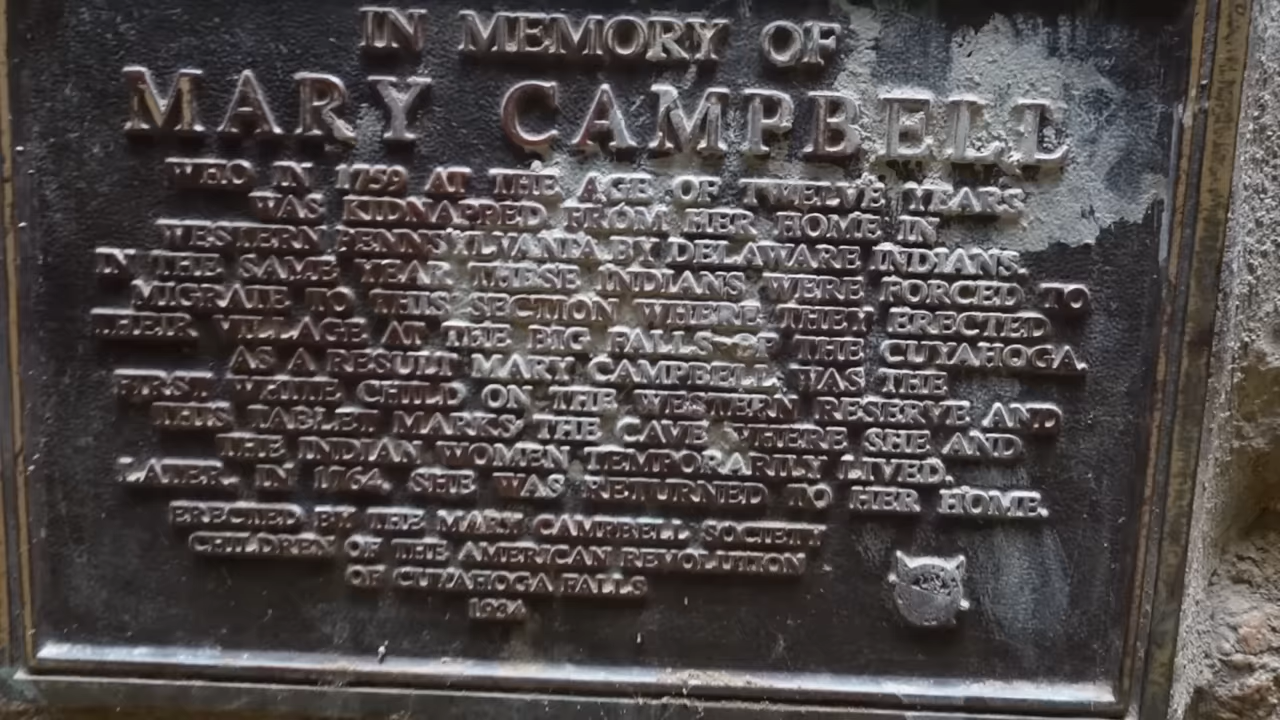 IN MEMORY OF
MARY CAMPBELL
WHO IN 1759 AT THE AGE OF TWELVE YEARS
WAS KIDNAPPED FROM HER HOME IN
WESTERN PENNSYLVANIA BY DELAWARE INDIANS.
IN THE SAME YEAR THESE INDIANS WERE FORCED TO
MIGRATE TO THIS SECTION WHERE THEY ERECTED
THEIR VILLAGE AT THE BIG FALLS OF THE CUYAHOGA.
AS A RESULT MARY CAMPBELL WAS THE
FIRST WHITE CHILD ON THE WESTERN RESERVE AND
THIS TABLET MARKS THE CAVE WHERE SHE AND
THE INDIAN WOMEN TEMPORARILY LIVED.
LATER, IN 1764, SHE WAS RETURNED TO HER HOME.
ERECTED BY THE MARY CAMPBELL SOCIETY
CHILDREN OF THE AMERICAN REVOLUTION
OF CUYAHOGA FALLS
1934